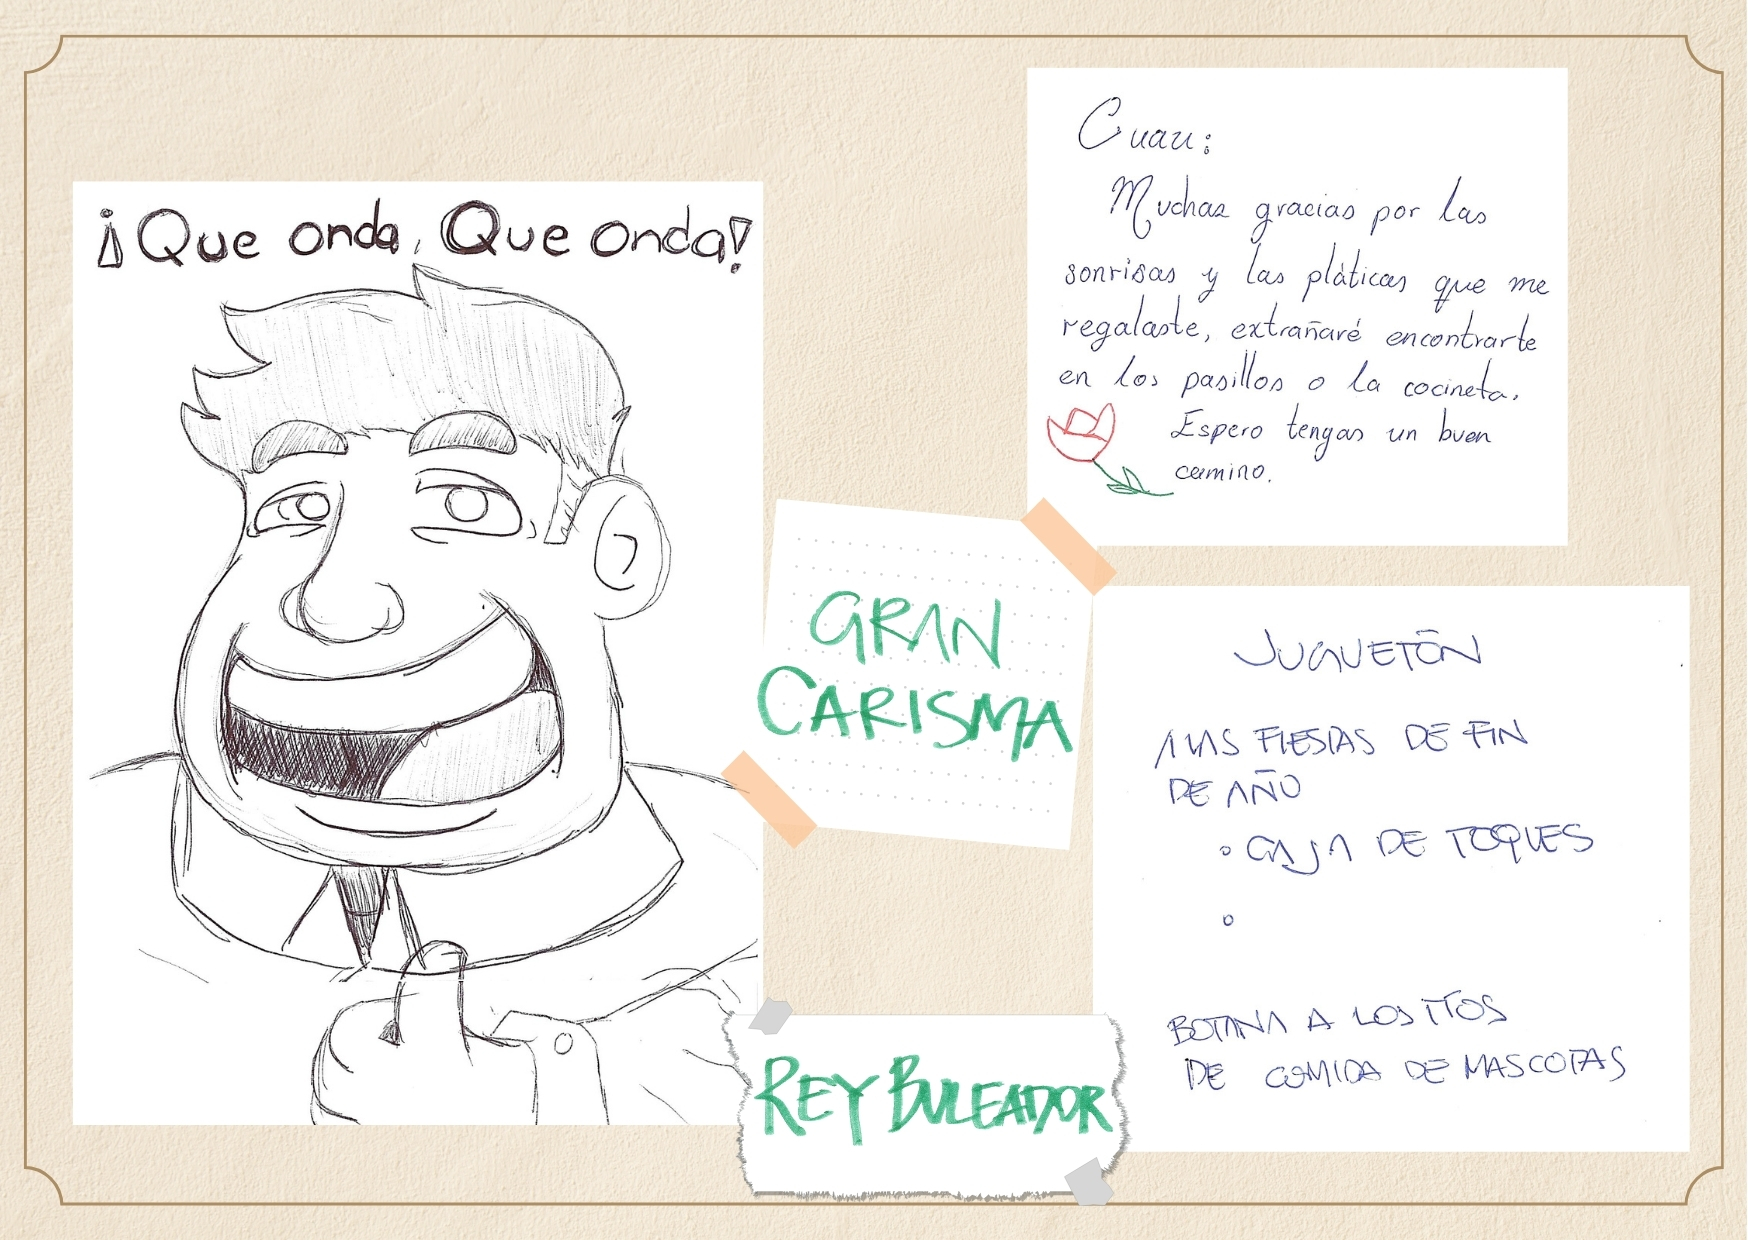 ¡Que onda, Que onda!
Cuau:
Muchas gracias por las
sonrisas y las pláticas que me
regalaste, extrañaré encontrarte
en los pasillos o la cocineta.
Espero tengas un buen
camino.
GRAN
CARISMA
JUGUETÓN
A LAS FIESTAS DE FIN
DE AÑO
° CAJA DE TOQUES
°
BOTANA A LOS ITOS
DE COMIDA DE MASCOTAS
REY BULEADOR